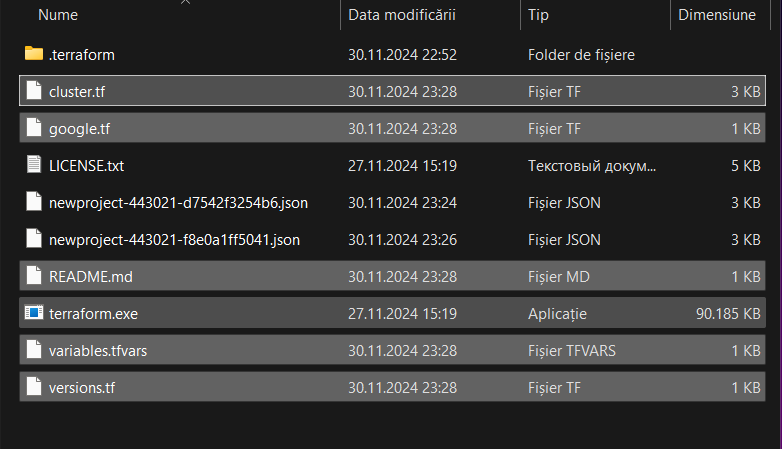 Nume Data modificării Tip Dimensiune
.terraform 30.11.2024 22:52 Folder de fișiere
cluster.tf 30.11.2024 23:28 Fișier TF 3 KB
google.tf 30.11.2024 23:28 Fișier TF 1 KB
LICENSE.txt 27.11.2024 15:19 Текстовый докум... 5 KB
newproject-443021-d7542f3254b6.json 30.11.2024 23:24 Fișier JSON 3 KB
newproject-443021-f8e0a1ff5041.json 30.11.2024 23:26 Fișier JSON 3 KB
README.md 30.11.2024 23:28 Fișier MD 1 KB
terraform.exe 27.11.2024 15:19 Aplicație 90.185 KB
variables.tfvars 30.11.2024 23:28 Fișier TFVARS 1 KB
versions.tf 30.11.2024 23:28 Fișier TF 1 KB